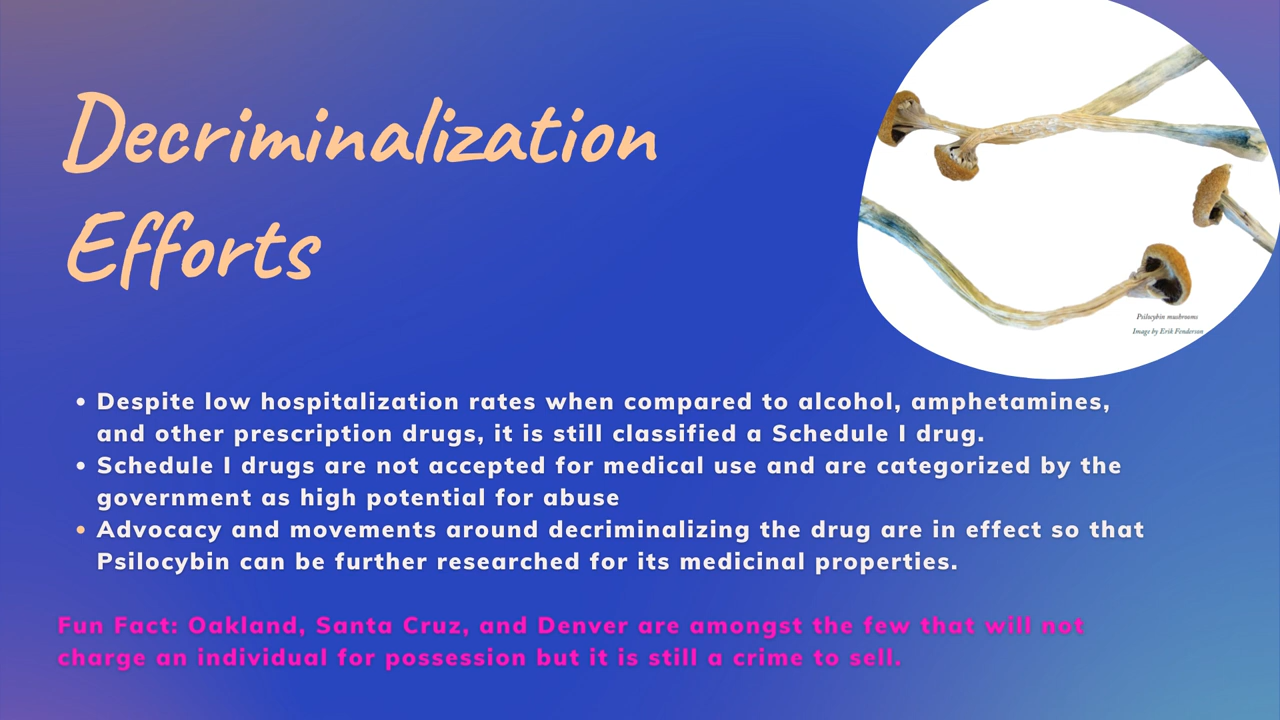 Decriminalization
Efforts
Psilocybin mushrooms
Image by Erik Fenderson
• Despite low hospitalization rates when compared to alcohol, amphetamines,
and other prescription drugs, it is still classified a Schedule I drug.
• Schedule I drugs are not accepted for medical use and are categorized by the
government as high potential for abuse
• Advocacy and movements around decriminalizing the drug are in effect so that
Psilocybin can be further researched for its medicinal properties.
Fun Fact: Oakland, Santa Cruz, and Denver are amongst the few that will not
charge an individual for possession but it is still a crime to sell.